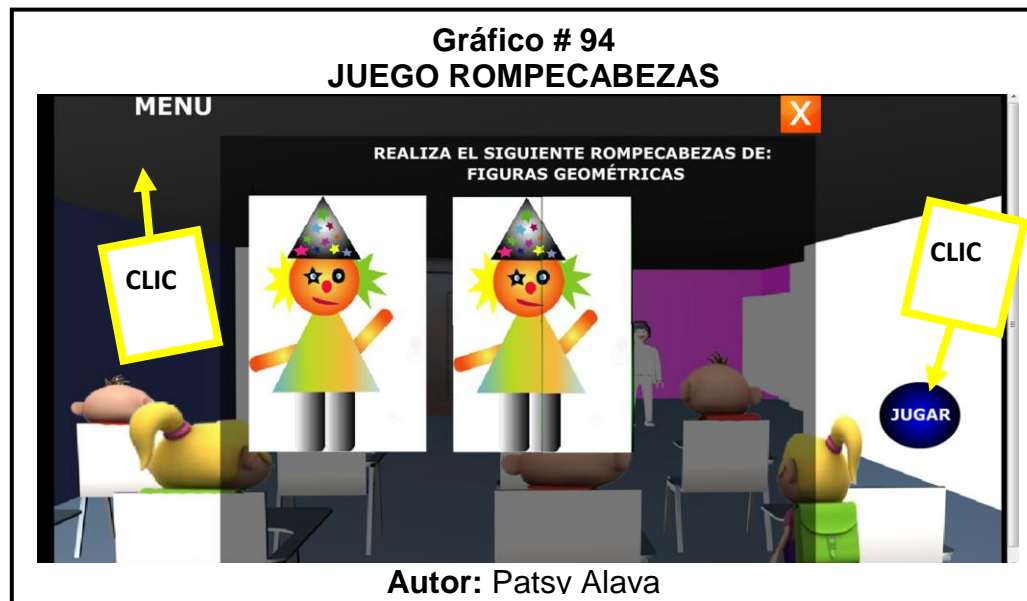 Gráfico # 94
JUEGO ROMPECABEZAS
MENU
X
REALIZA EL SIGUIENTE ROMPECABEZAS DE:
FIGURAS GEOMÉTRICAS
CLIC
CLIC
JUGAR
Autor: Patsy Alava